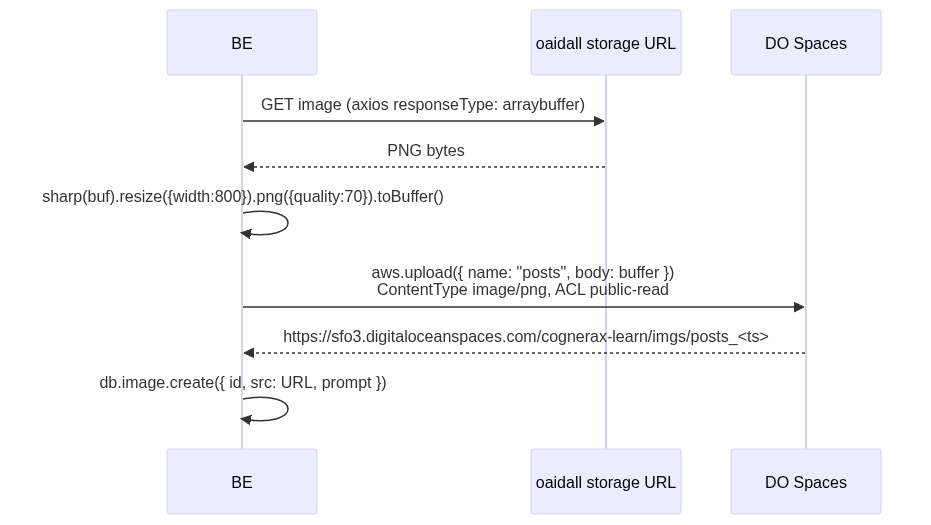 BE
oaidall storage URL
DO Spaces
GET image (axios responseType: arraybuffer)
PNG bytes
sharp(buf).resize({width:800}).png({quality:70}).toBuffer()
aws.upload({ name: "posts", body: buffer })
ContentType image/png, ACL public-read
https://sfo3.digitaloceanspaces.com/cognerax-learn/imgs/posts_<ts>
db.image.create({ id, src: URL, prompt })
BE
oaidall storage URL
DO Spaces